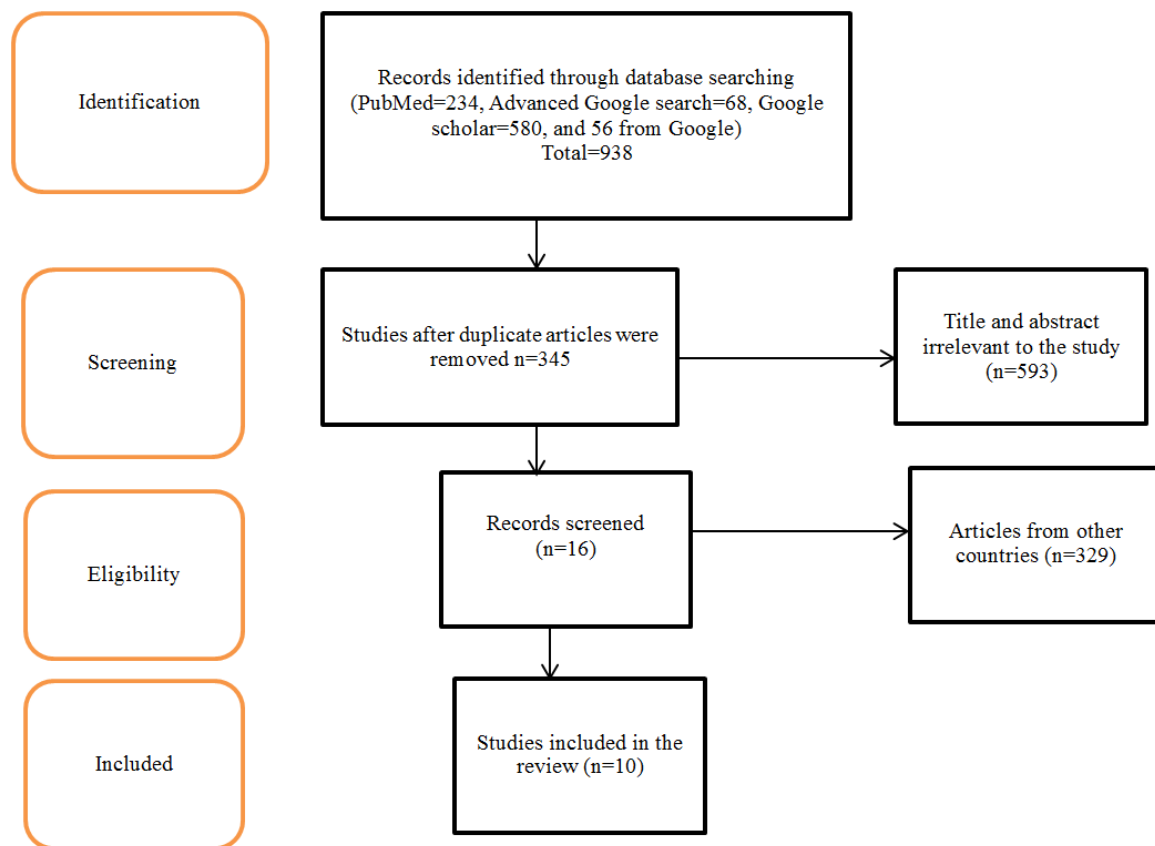 Identification
Records identified through database searching
(PubMed=234, Advanced Google search=68, Google
scholar=580, and 56 from Google)
Total=938
Screening
Studies after duplicate articles were
removed n=345
Title and abstract
irrelevant to the study
(n=593)
Eligibility
Records screened
(n=16)
Articles from other
countries (n=329)
Included
Studies included in the
review (n=10)